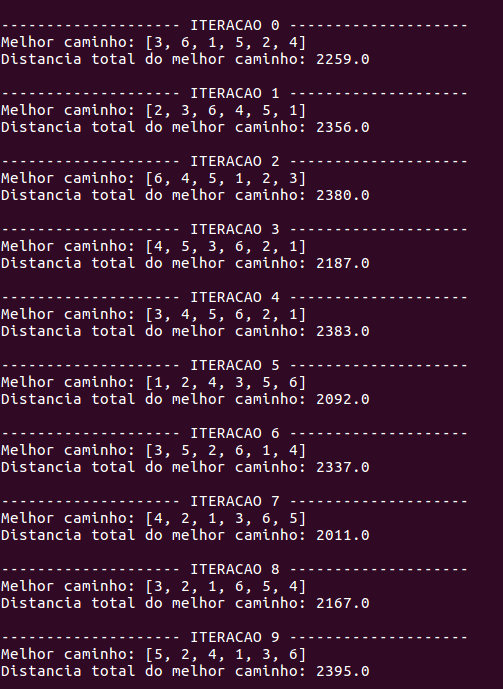 -------------------- ITERACAO 0 --------------------
Melhor caminho: [3, 6, 1, 5, 2, 4]
Distancia total do melhor caminho: 2259.0
-------------------- ITERACAO 1 --------------------
Melhor caminho: [2, 3, 6, 4, 5, 1]
Distancia total do melhor caminho: 2356.0
-------------------- ITERACAO 2 --------------------
Melhor caminho: [6, 4, 5, 1, 2, 3]
Distancia total do melhor caminho: 2380.0
-------------------- ITERACAO 3 --------------------
Melhor caminho: [4, 5, 3, 6, 2, 1]
Distancia total do melhor caminho: 2187.0
-------------------- ITERACAO 4 --------------------
Melhor caminho: [3, 4, 5, 6, 2, 1]
Distancia total do melhor caminho: 2383.0
-------------------- ITERACAO 5 --------------------
Melhor caminho: [1, 2, 4, 3, 5, 6]
Distancia total do melhor caminho: 2092.0
-------------------- ITERACAO 6 --------------------
Melhor caminho: [3, 5, 2, 6, 1, 4]
Distancia total do melhor caminho: 2337.0
-------------------- ITERACAO 7 --------------------
Melhor caminho: [4, 2, 1, 3, 6, 5]
Distancia total do melhor caminho: 2011.0
-------------------- ITERACAO 8 --------------------
Melhor caminho: [3, 2, 1, 6, 5, 4]
Distancia total do melhor caminho: 2167.0
-------------------- ITERACAO 9 --------------------
Melhor caminho: [5, 2, 4, 1, 3, 6]
Distancia total do melhor caminho: 2395.0